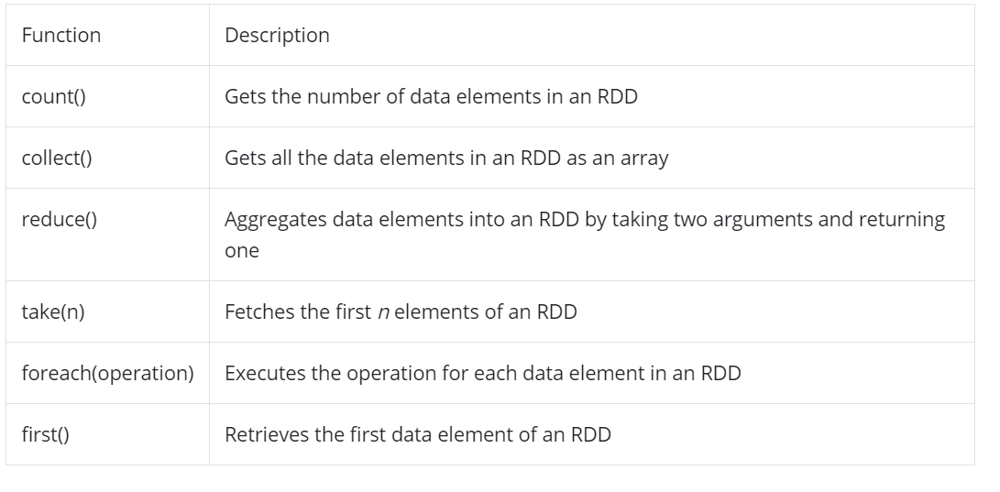 Function
Description
count()
Gets the number of data elements in an RDD
collect()
Gets all the data elements in an RDD as an array
reduce()
Aggregates data elements into an RDD by taking two arguments and returning
one
take(n)
Fetches the first n elements of an RDD
foreach(operation)
Executes the operation for each data element in an RDD
first()
Retrieves the first data element of an RDD